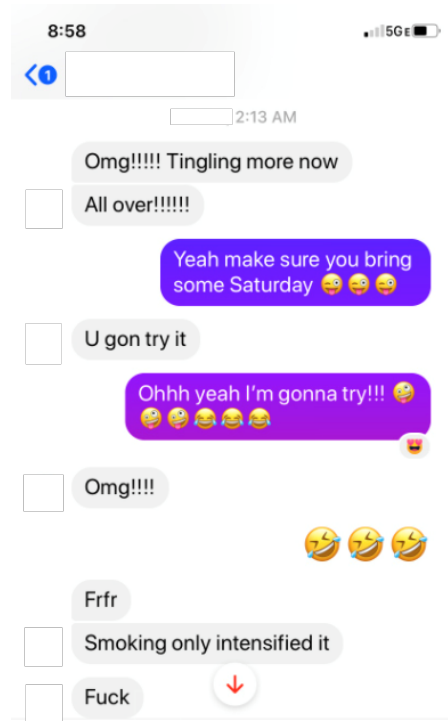 8:58
5GE
1
2:13 AM
Omg!!!!! Tingling more now
All over!!!!!!
Yeah make sure you bring
some Saturday 😜😜😜
U gon try it
Ohhh yeah I'm gonna try!!! 🤪
🤪🤪😂😂😂
Omg!!!!
🤣🤣🤣
Frfr
Smoking only intensified it
Fuck